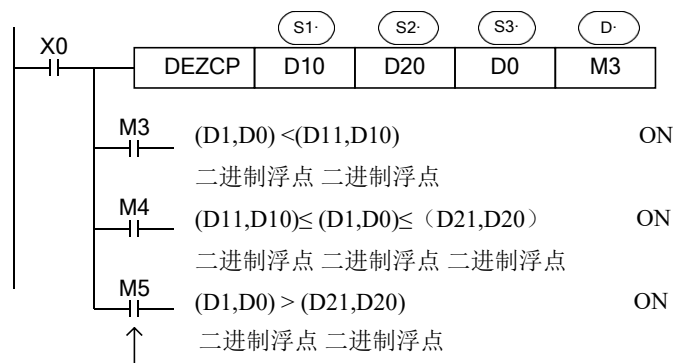 S1· S2· S3· D·
X0
DEZCP D10 D20 D0 M3
M3 (D1,D0) <(D11,D10) ON
二进制浮点 二进制浮点
M4 (D11,D10)≤ (D1,D0)≤（D21,D20） ON
二进制浮点 二进制浮点 二进制浮点
M5 (D1,D0) > (D21,D20) ON
二进制浮点 二进制浮点